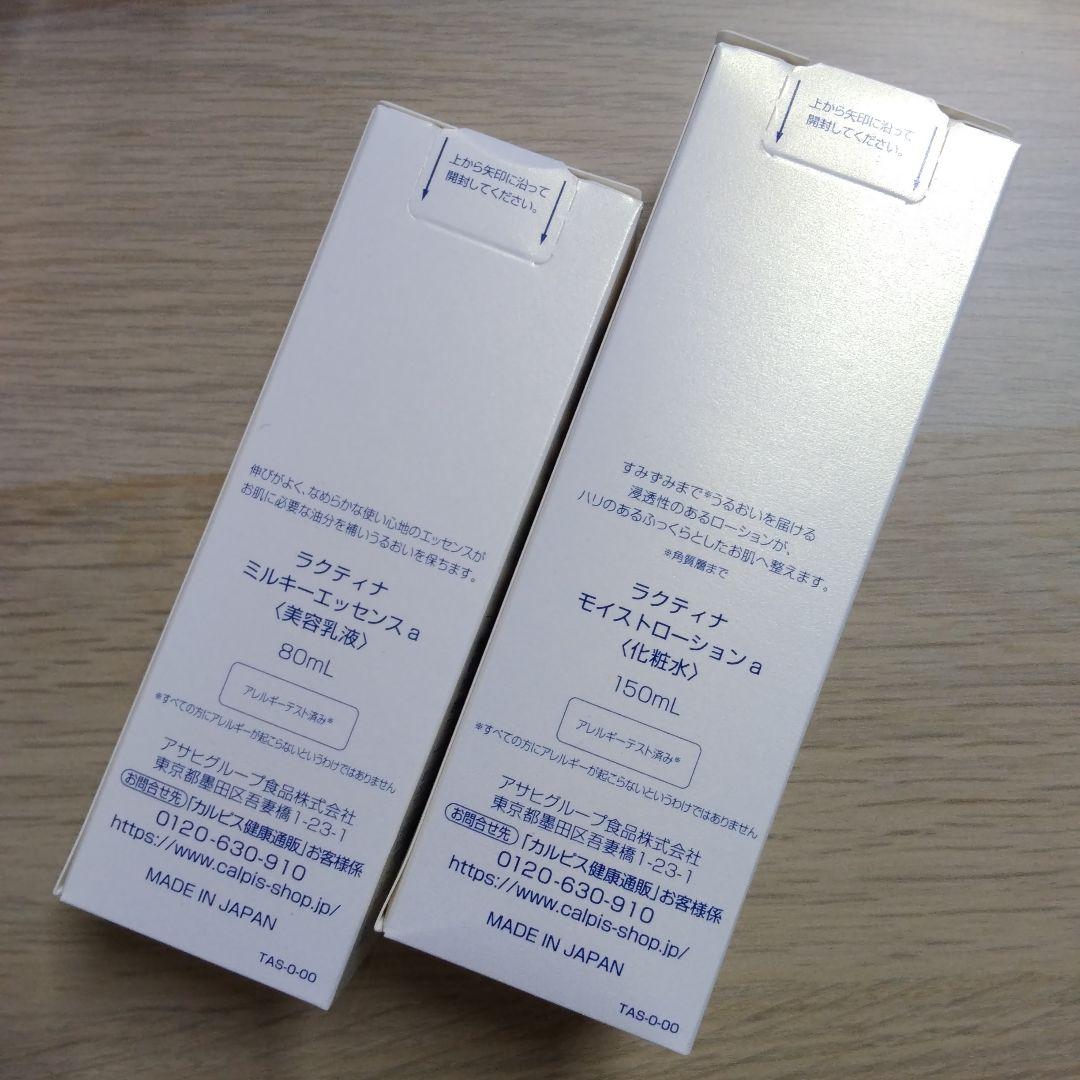 上から矢印に沿って
開封してください。
伸びがよく、なめらかな使い心地のエッセンスが
お肌に必要な油分を補いうるおいを保ちます。
ラクティナ
ミルキーエッセンスa
〈美容乳液〉
80mL
アレルギーテスト済み※
※すべての方にアレルギーが起こらないというわけではありません
アサヒグループ食品株式会社
東京都墨田区吾妻橋1-23-1
お問合せ先「カルピス健康通販」お客様係
0120-630-910
https://www.calpis-shop.jp/
MADE IN JAPAN
TAS-0-00
上から矢印に沿って
開封してください。
すみずみまで※うるおいを届ける
浸透性のあるローションが、
ハリのあるふっくらとしたお肌へ整えます。
※角質層まで
ラクティナ
モイストローションa
〈化粧水〉
150mL
アレルギーテスト済み※
※すべての方にアレルギーが起こらないというわけではありません
アサヒグループ食品株式会社
東京都墨田区吾妻橋1-23-1
お問合せ先「カルピス健康通販」お客様係
0120-630-910
https://www.calpis-shop.jp/
MADE IN JAPAN
TAS-0-00